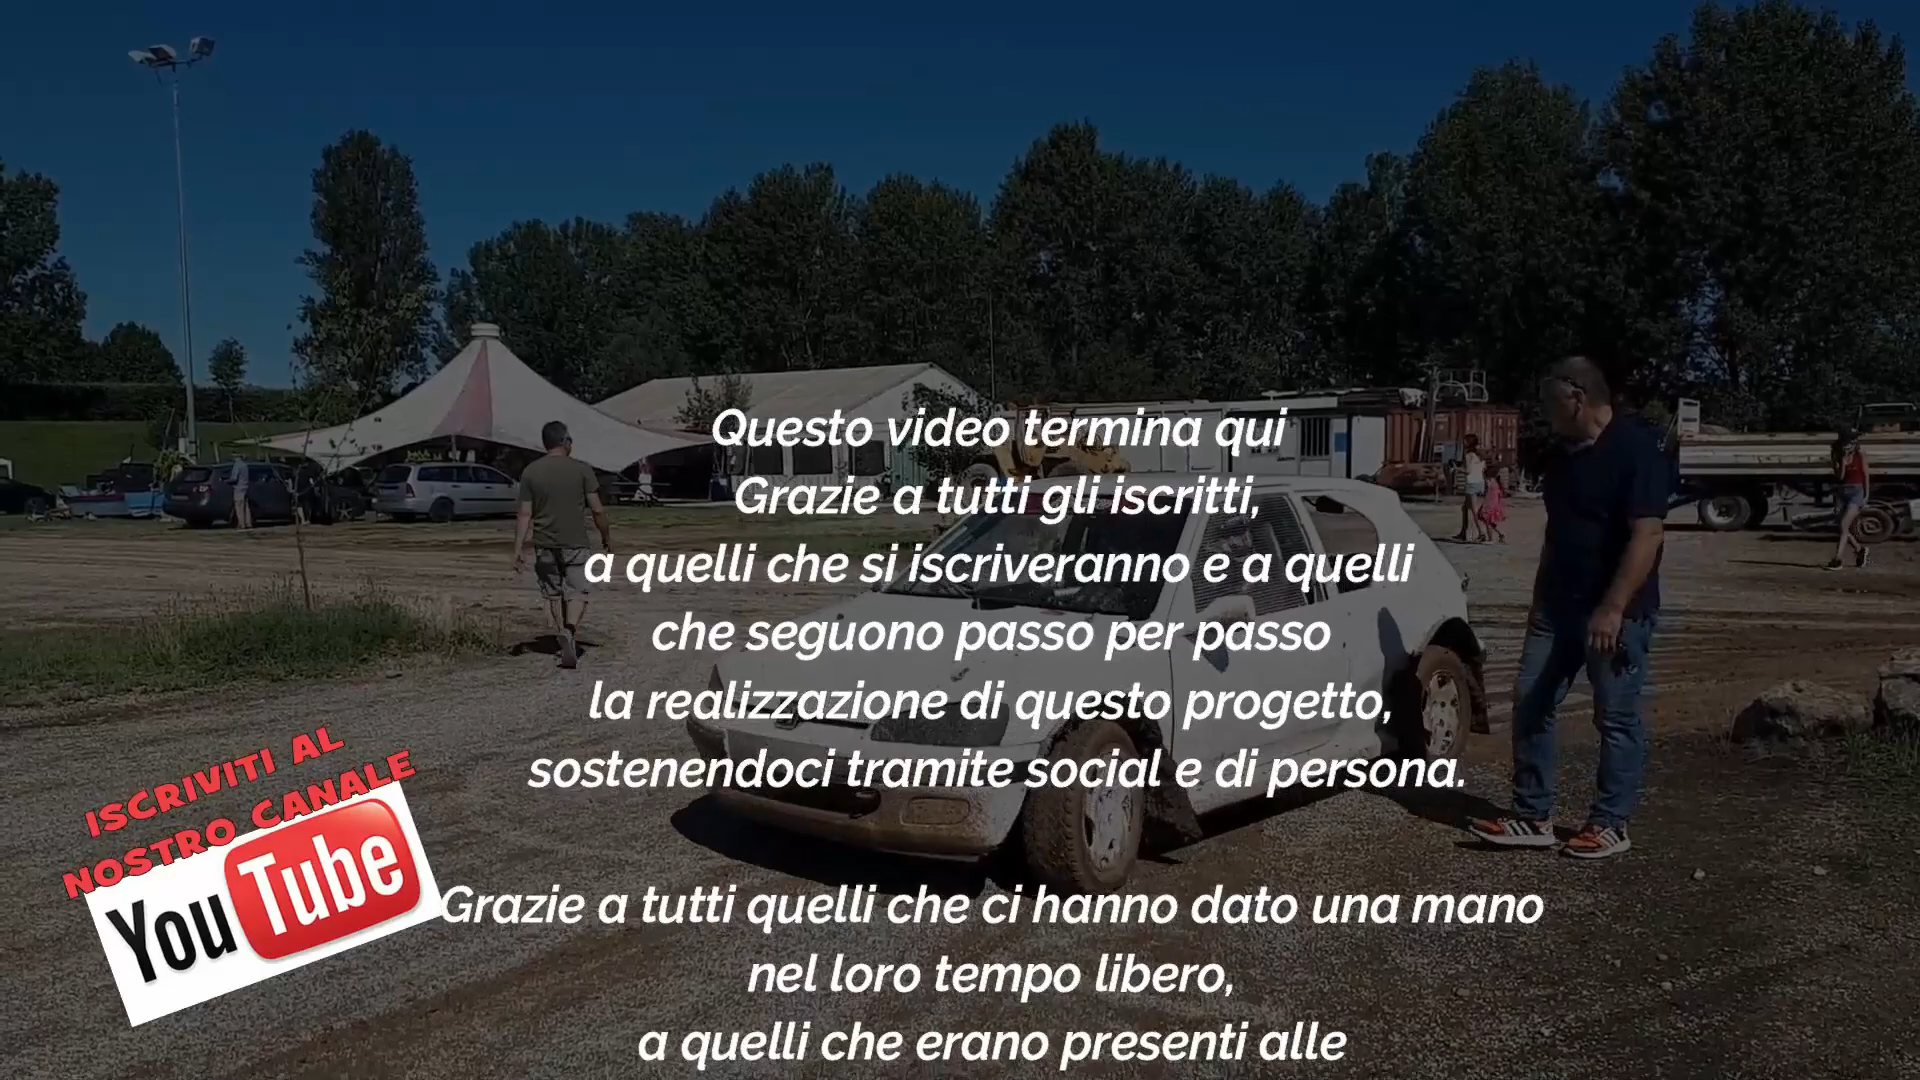 Questo video termina qui
Grazie a tutti gli iscritti,
a quelli che si iscriveranno e a quelli
che seguono passo per passo
la realizzazione di questo progetto,
sostenendoci tramite social e di persona.
ISCRIVITI AL
NOSTRO CANALE
YouTube
Grazie a tutti quelli che ci hanno dato una mano
nel loro tempo libero,
a quelli che erano presenti alle